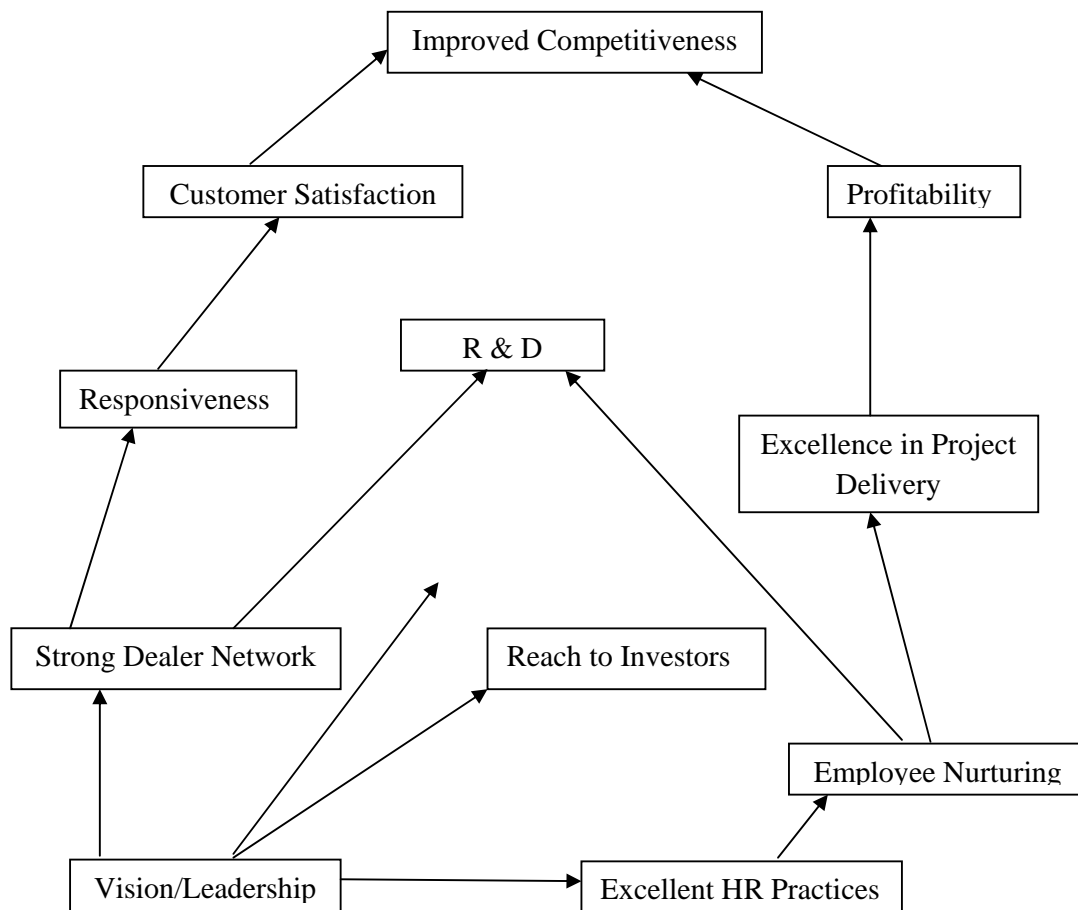 Improved Competitiveness
Customer Satisfaction
Profitability
R & D
Responsiveness
Excellence in Project
Delivery
Strong Dealer Network
Reach to Investors
Employee Nurturing
Vision/Leadership
Excellent HR Practices